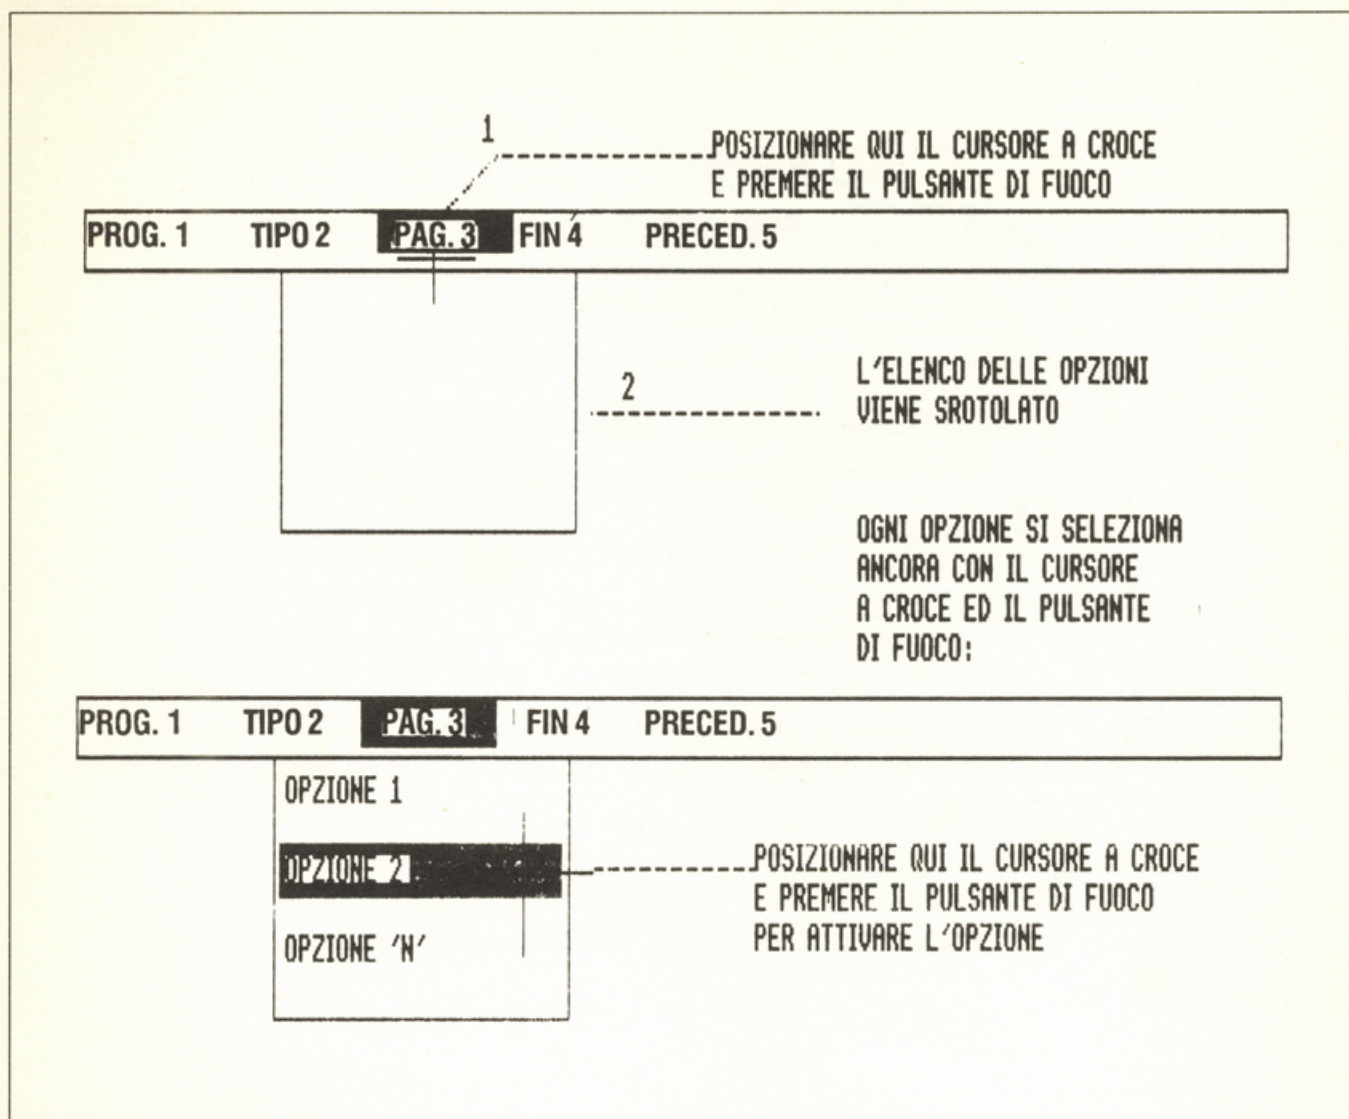 1
POSIZIONARE QUI IL CURSORE A CROCE
E PREMERE IL PULSANTE DI FUOCO
PROG. 1 TIPO 2 PAG. 3 FIN 4 PRECED. 5
2
L'ELENCO DELLE OPZIONI
VIENE SROTOLATO
OGNI OPZIONE SI SELEZIONA
ANCORA CON IL CURSORE
A CROCE ED IL PULSANTE
DI FUOCO:
PROG. 1 TIPO 2 PAG. 3 FIN 4 PRECED. 5
OPZIONE 1
OPZIONE 2
OPZIONE 'N'
POSIZIONARE QUI IL CURSORE A CROCE
E PREMERE IL PULSANTE DI FUOCO
PER ATTIVARE L'OPZIONE